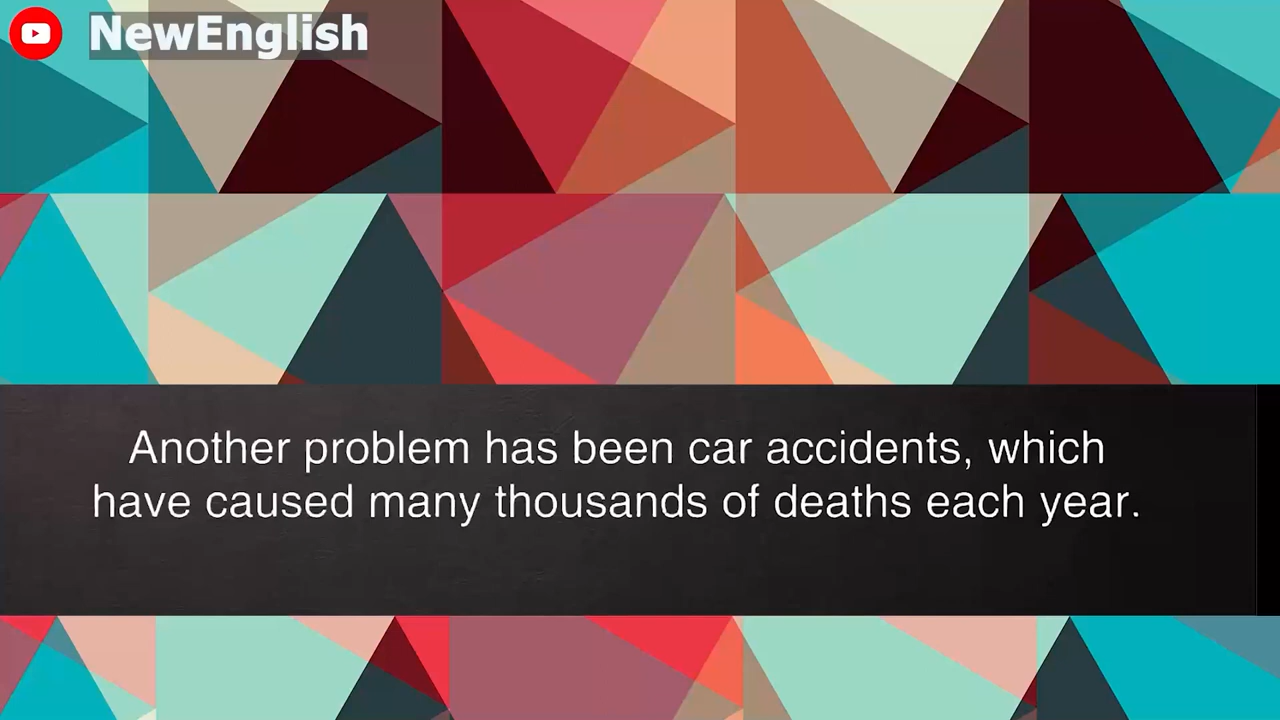 NewEnglish
Another problem has been car accidents, which
have caused many thousands of deaths each year.